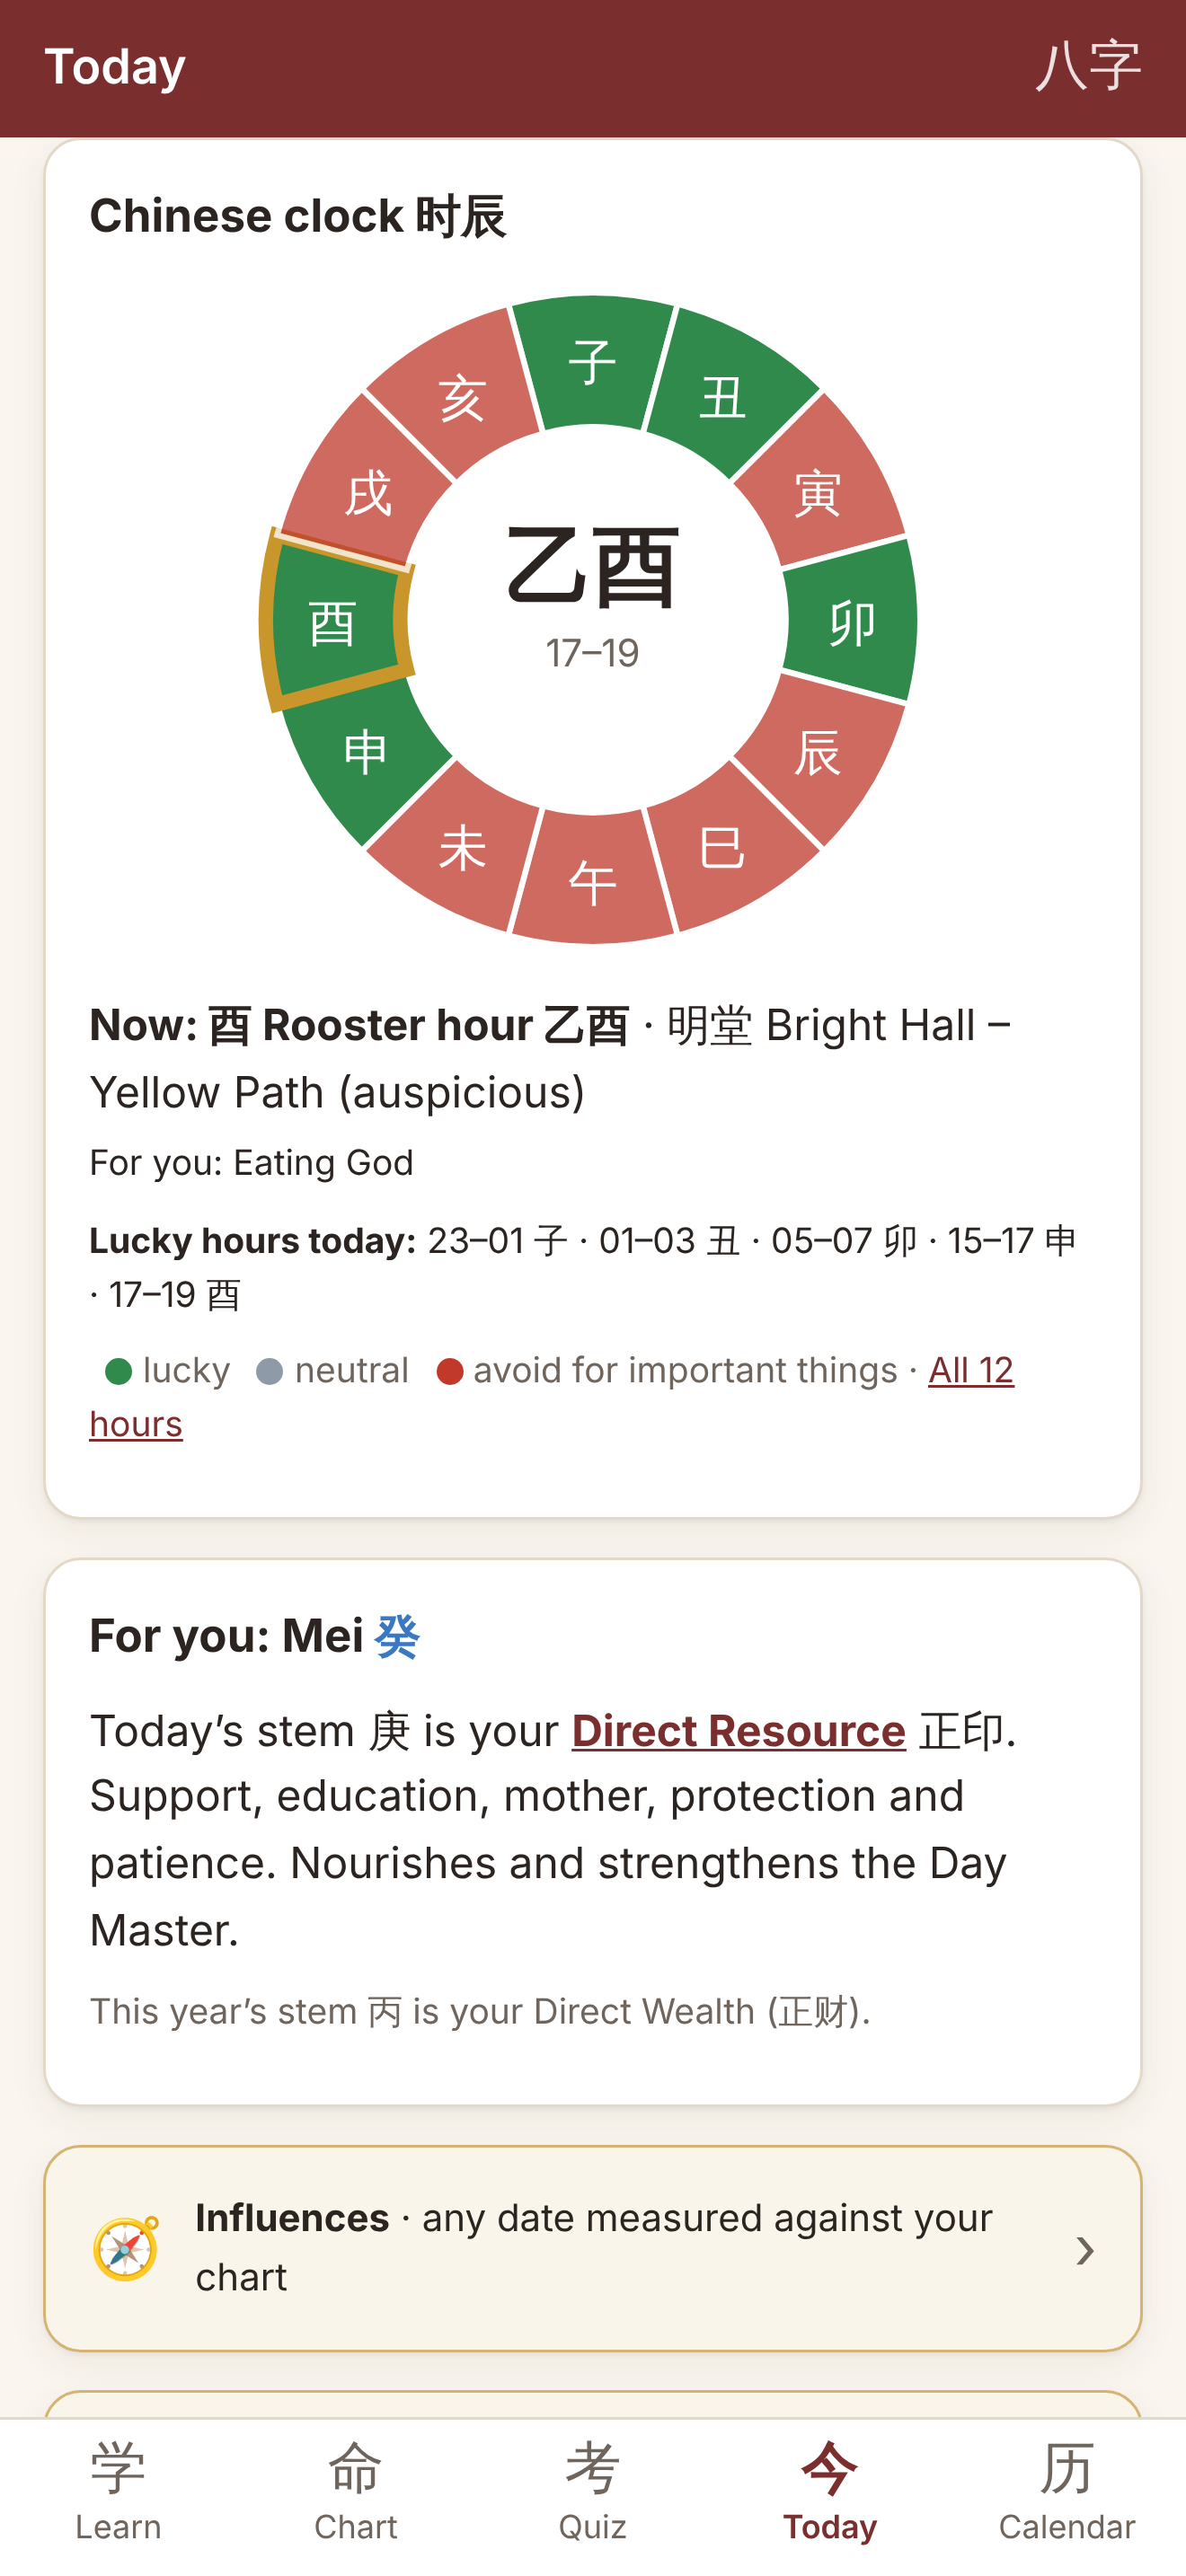 Today
八字
Chinese clock 时辰
子
丑
寅
卯
辰
巳
午
未
申
酉
戌
亥
乙酉
17–19
Now: 酉 Rooster hour 乙酉 · 明堂 Bright Hall –
Yellow Path (auspicious)
For you: Eating God
Lucky hours today: 23–01 子 · 01–03 丑 · 05–07 卯 · 15–17 申
· 17–19 酉
lucky neutral avoid for important things · All 12
hours
For you: Mei 癸
Today’s stem 庚 is your Direct Resource 正印.
Support, education, mother, protection and
patience. Nourishes and strengthens the Day
Master.
This year’s stem 丙 is your Direct Wealth (正财).
Influences · any date measured against your
chart
›
学
Learn
命
Chart
考
Quiz
今
Today
历
Calendar